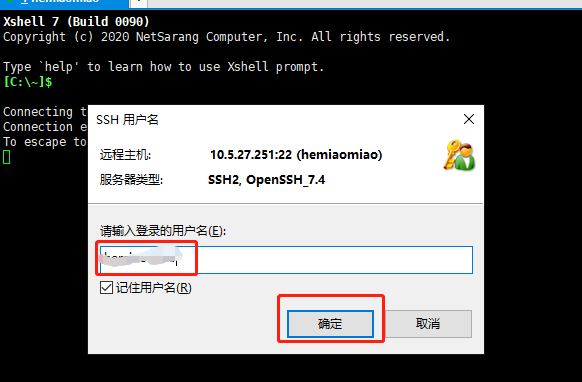 Xshell 7 (Build 0090)
Copyright (c) 2020 NetSarang Computer, Inc. All rights reserved.
Type `help' to learn how to use Xshell prompt.
[C:\~]$
Connecting t
Connection e
To escape to
SSH 用户名
远程主机: 10.5.27.251:22 (hemiaomiao)
服务器类型: SSH2, OpenSSH_7.4
请输入登录的用户名(E):
记住用户名(R)
确定 取消